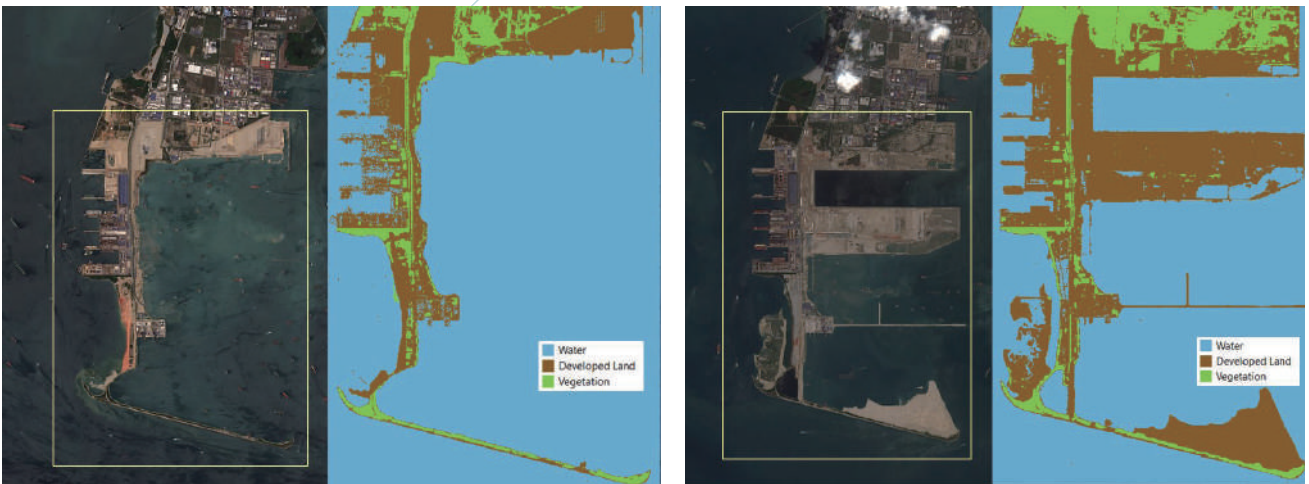 Water
Developed Land
Vegetation
Water
Developed Land
Vegetation